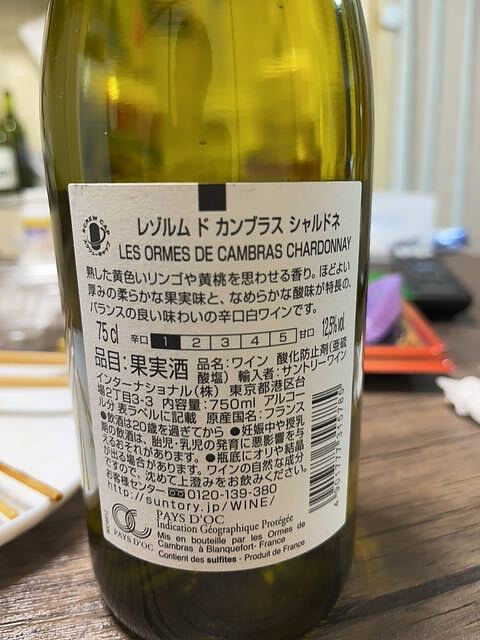 SCREW CAP
レゾルム ド カンブラス シャルドネ
LES ORMES DE CAMBRAS CHARDONNAY
熟した黄色いリンゴや黄桃を思わせる香り。ほどよい
厚みの柔らかな果実味と、なめらかな酸味が特長の、
バランスの良い味わいの辛口白ワインです。
75cl 辛口 1 2 3 4 5 甘口 12.5% vol.
品目:果実酒 品名:ワイン 酸化防止剤(亜硫
酸塩) 輸入者:サントリーワイン
インターナショナル(株) 東京都港区台
場2丁目3-3 内容量:750ml アルコー
ル分 表ラベルに記載 原産国名:フランス
●飲酒は20歳を過ぎてから ●妊娠中や授乳
期の飲酒は、胎児・乳児の発育に悪影響を与
えるおそれがあります。●瓶底にオリや結晶
が出る場合があります。ワインの自然な成分
ですので、沈めて上澄みをお飲みください。
お客様センター 0120-139-380
http://suntory.jp/WINE/
PAYS D'OC
Indication Géographique Protégée
PAYS D'OC
Mis en bouteille par les Ormes de
Cambras à Blanquefort- France
Contient des sulfites - Produit de France